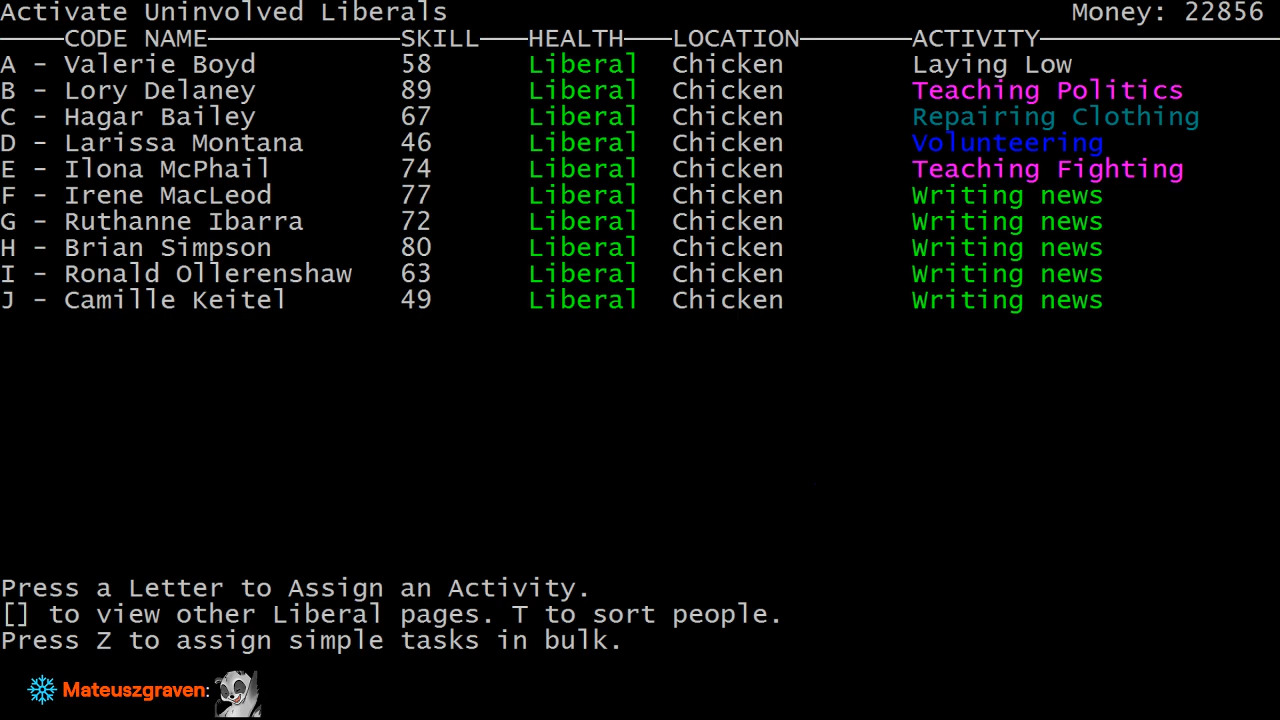 Activate Uninvolved Liberals Money: 22856
CODE NAME SKILL HEALTH LOCATION ACTIVITY
A - Valerie Boyd 58 Liberal Chicken Laying Low
B - Lory Delaney 89 Liberal Chicken Teaching Politics
C - Hagar Bailey 67 Liberal Chicken Repairing Clothing
D - Larissa Montana 46 Liberal Chicken Volunteering
E - Ilona McPhail 74 Liberal Chicken Teaching Fighting
F - Irene MacLeod 77 Liberal Chicken Writing news
G - Ruthanne Ibarra 72 Liberal Chicken Writing news
H - Brian Simpson 80 Liberal Chicken Writing news
I - Ronald Ollerenshaw 63 Liberal Chicken Writing news
J - Camille Keitel 49 Liberal Chicken Writing news
Press a Letter to Assign an Activity.
[] to view other Liberal pages. T to sort people.
Press Z to assign simple tasks in bulk.
Mateuszgraven: